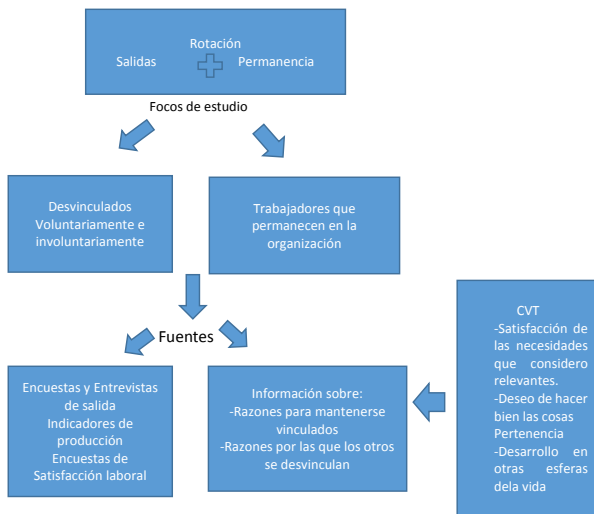 Rotación
Salidas Permanencia
Focos de estudio
Desvinculados
Voluntariamente e
involuntariamente
Trabajadores que
permanecen en la
organización
Fuentes
Encuestas y Entrevistas
de salida
Indicadores de
producción
Encuestas de
Satisfacción laboral
Información sobre:
-Razones para mantenerse
vinculados
-Razones por las que los otros
se desvinculan
CVT
-Satisfacción de
las necesidades
que considero
relevantes.
-Deseo de hacer
bien las cosas
Pertenencia
-Desarrollo en
otras esferas
dela vida